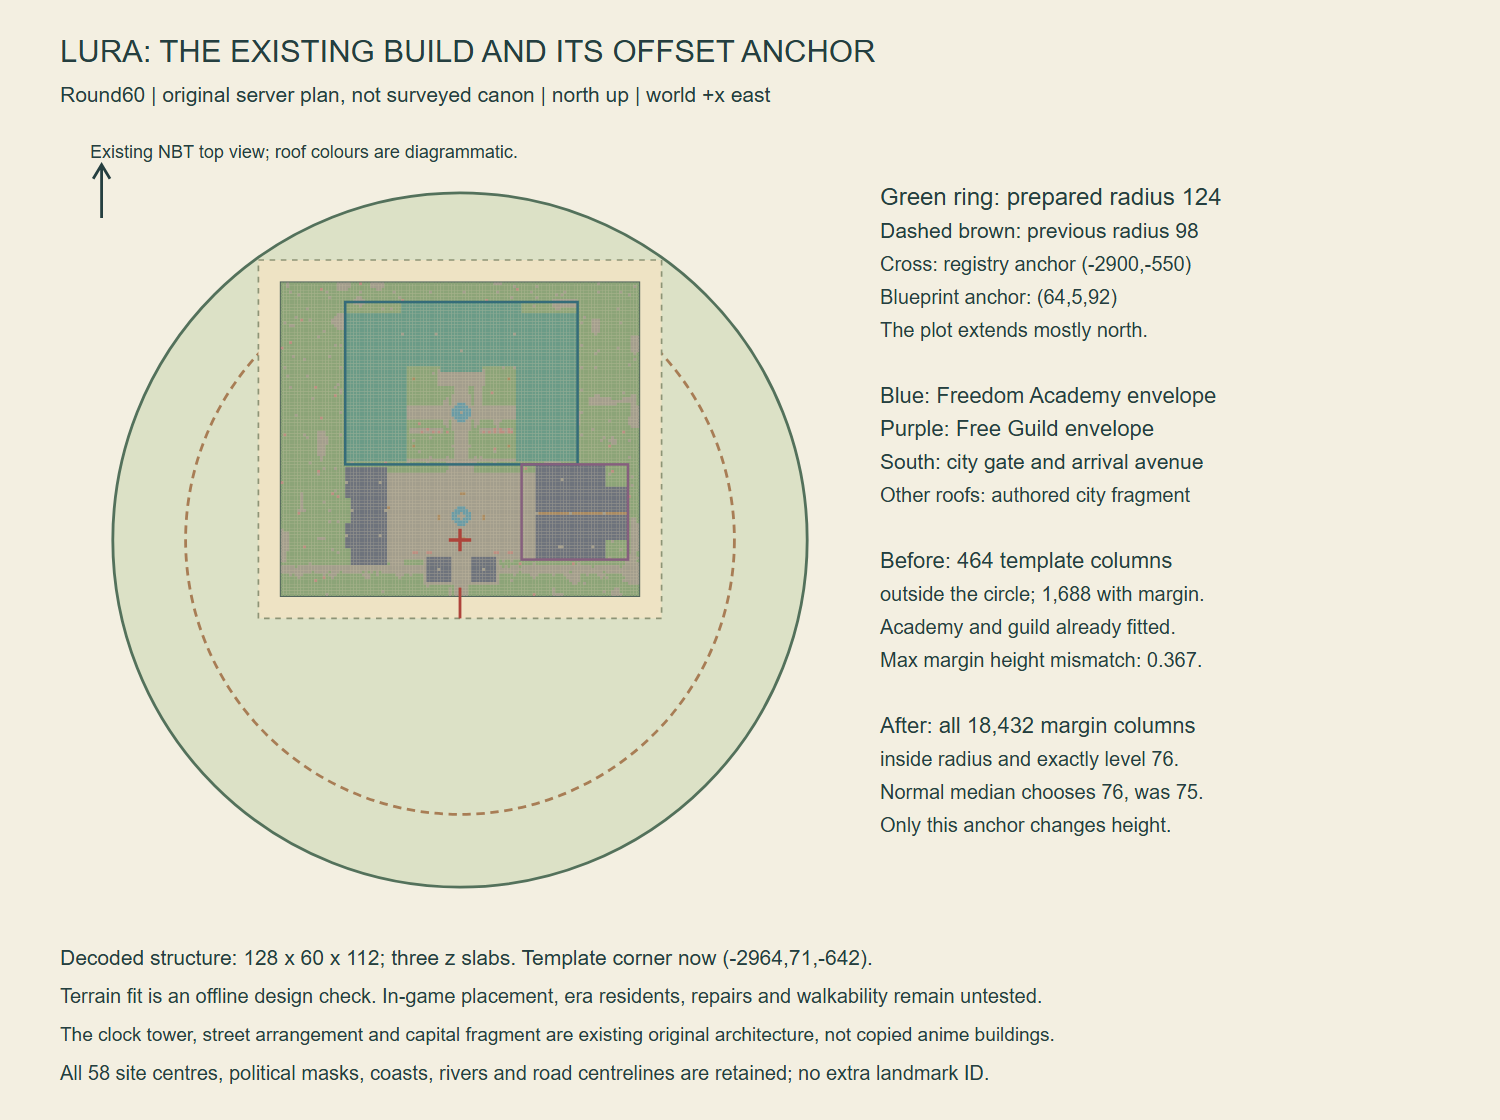 LURA: THE EXISTING BUILD AND ITS OFFSET ANCHOR
Round60 | original server plan, not surveyed canon | north up | world +x east
Existing NBT top view; roof colours are diagrammatic.
Green ring: prepared radius 124
Dashed brown: previous radius 98
Cross: registry anchor (-2900,-550)
Blueprint anchor: (64,5,92)
The plot extends mostly north.
Blue: Freedom Academy envelope
Purple: Free Guild envelope
South: city gate and arrival avenue
Other roofs: authored city fragment
Before: 464 template columns
outside the circle; 1,688 with margin.
Academy and guild already fitted.
Max margin height mismatch: 0.367.
After: all 18,432 margin columns
inside radius and exactly level 76.
Normal median chooses 76, was 75.
Only this anchor changes height.
Decoded structure: 128 x 60 x 112; three z slabs. Template corner now (-2964,71,-642).
Terrain fit is an offline design check. In-game placement, era residents, repairs and walkability remain untested.
The clock tower, street arrangement and capital fragment are existing original architecture, not copied anime buildings.
All 58 site centres, political masks, coasts, rivers and road centrelines are retained; no extra landmark ID.